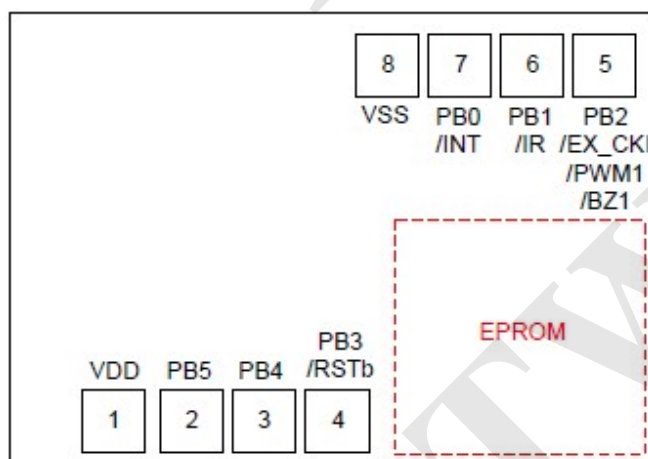 8 7 6 5
VSS PB0 PB1 PB2
/INT /IR /EX_CKI
/PWM1
/BZ1
EPROM
PB3
VDD PB5 PB4 /RSTb
1 2 3 4